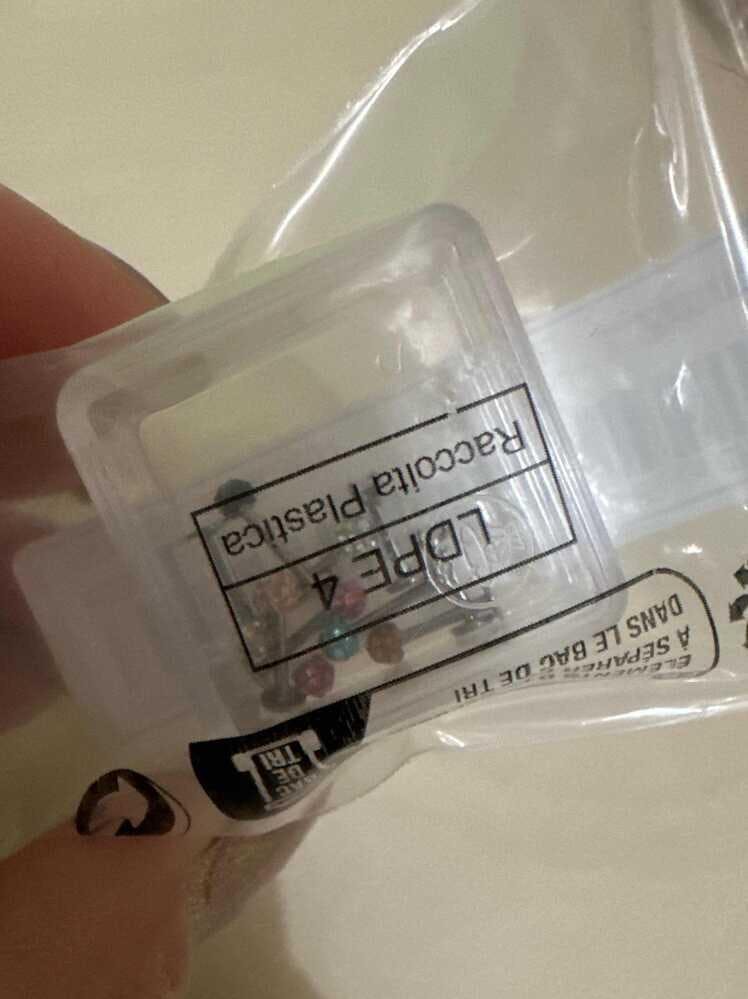 Raccolta Plastica
LDPE 4
ÉLÉMENTS
À SÉPARER
DANS LE BAC DE TRI
BAC
DE
TRI